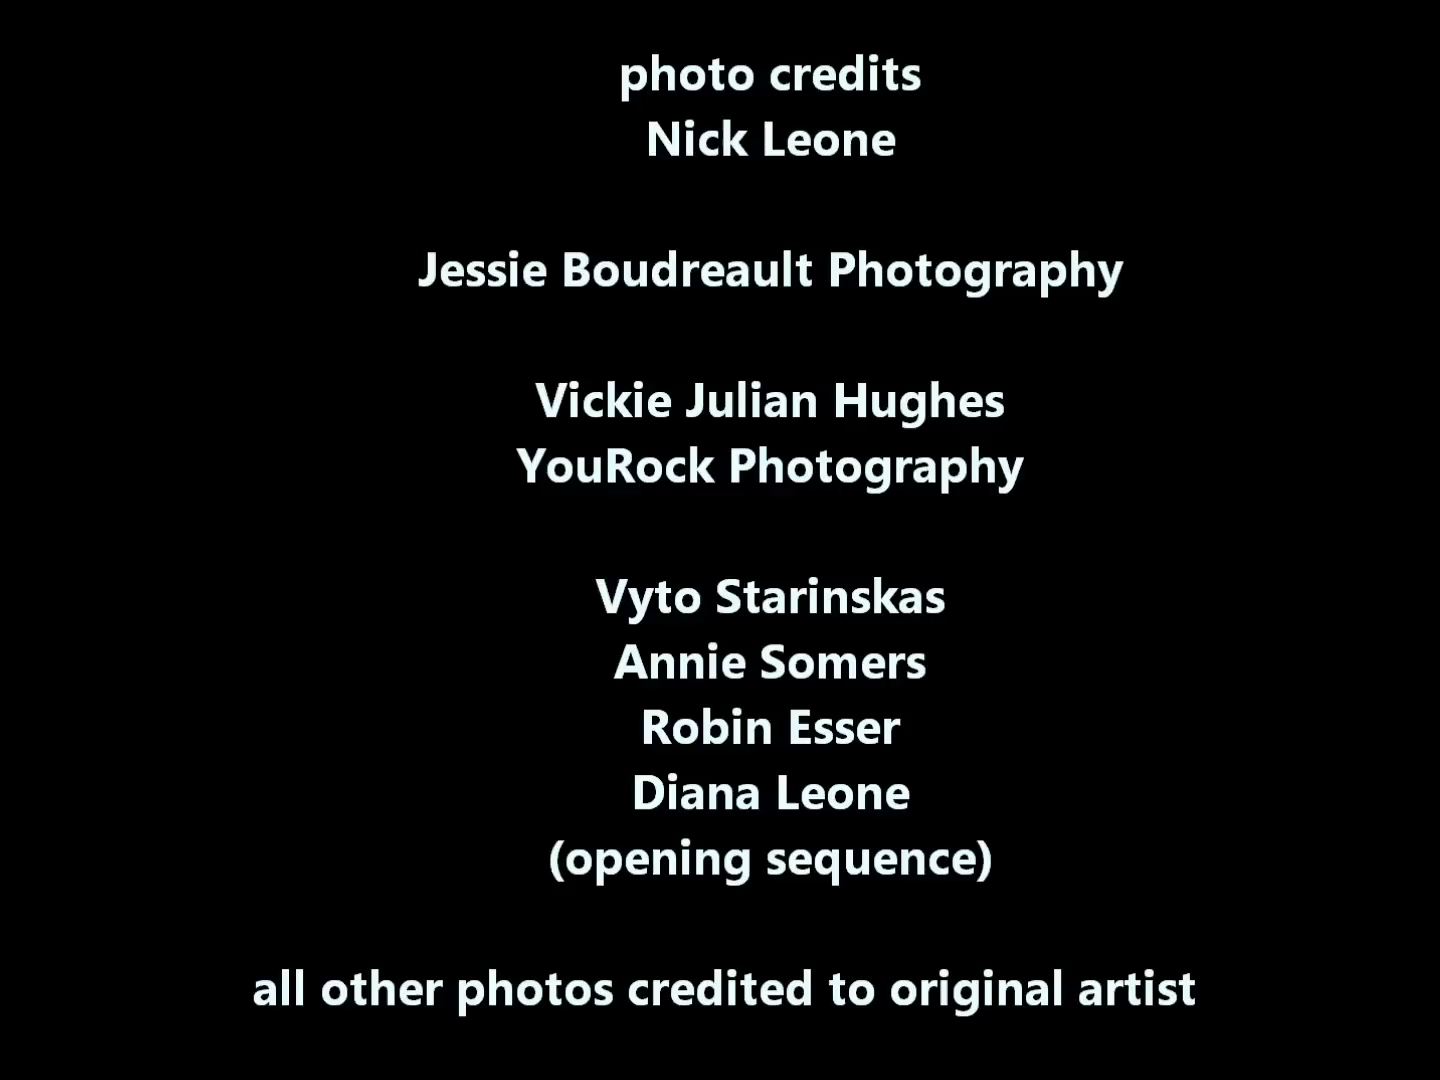 photo credits
Nick Leone
Jessie Boudreault Photography
Vickie Julian Hughes
YouRock Photography
Vyto Starinskas
Annie Somers
Robin Esser
Diana Leone
(opening sequence)
all other photos credited to original artist